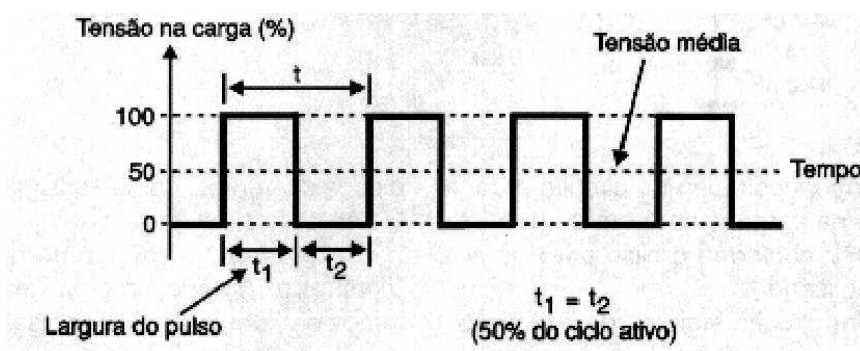 Tensão na carga (%)
Tensão média
t
100
50
Tempo
0
t1
t2
Largura do pulso
t1 = t2
(50% do ciclo ativo)